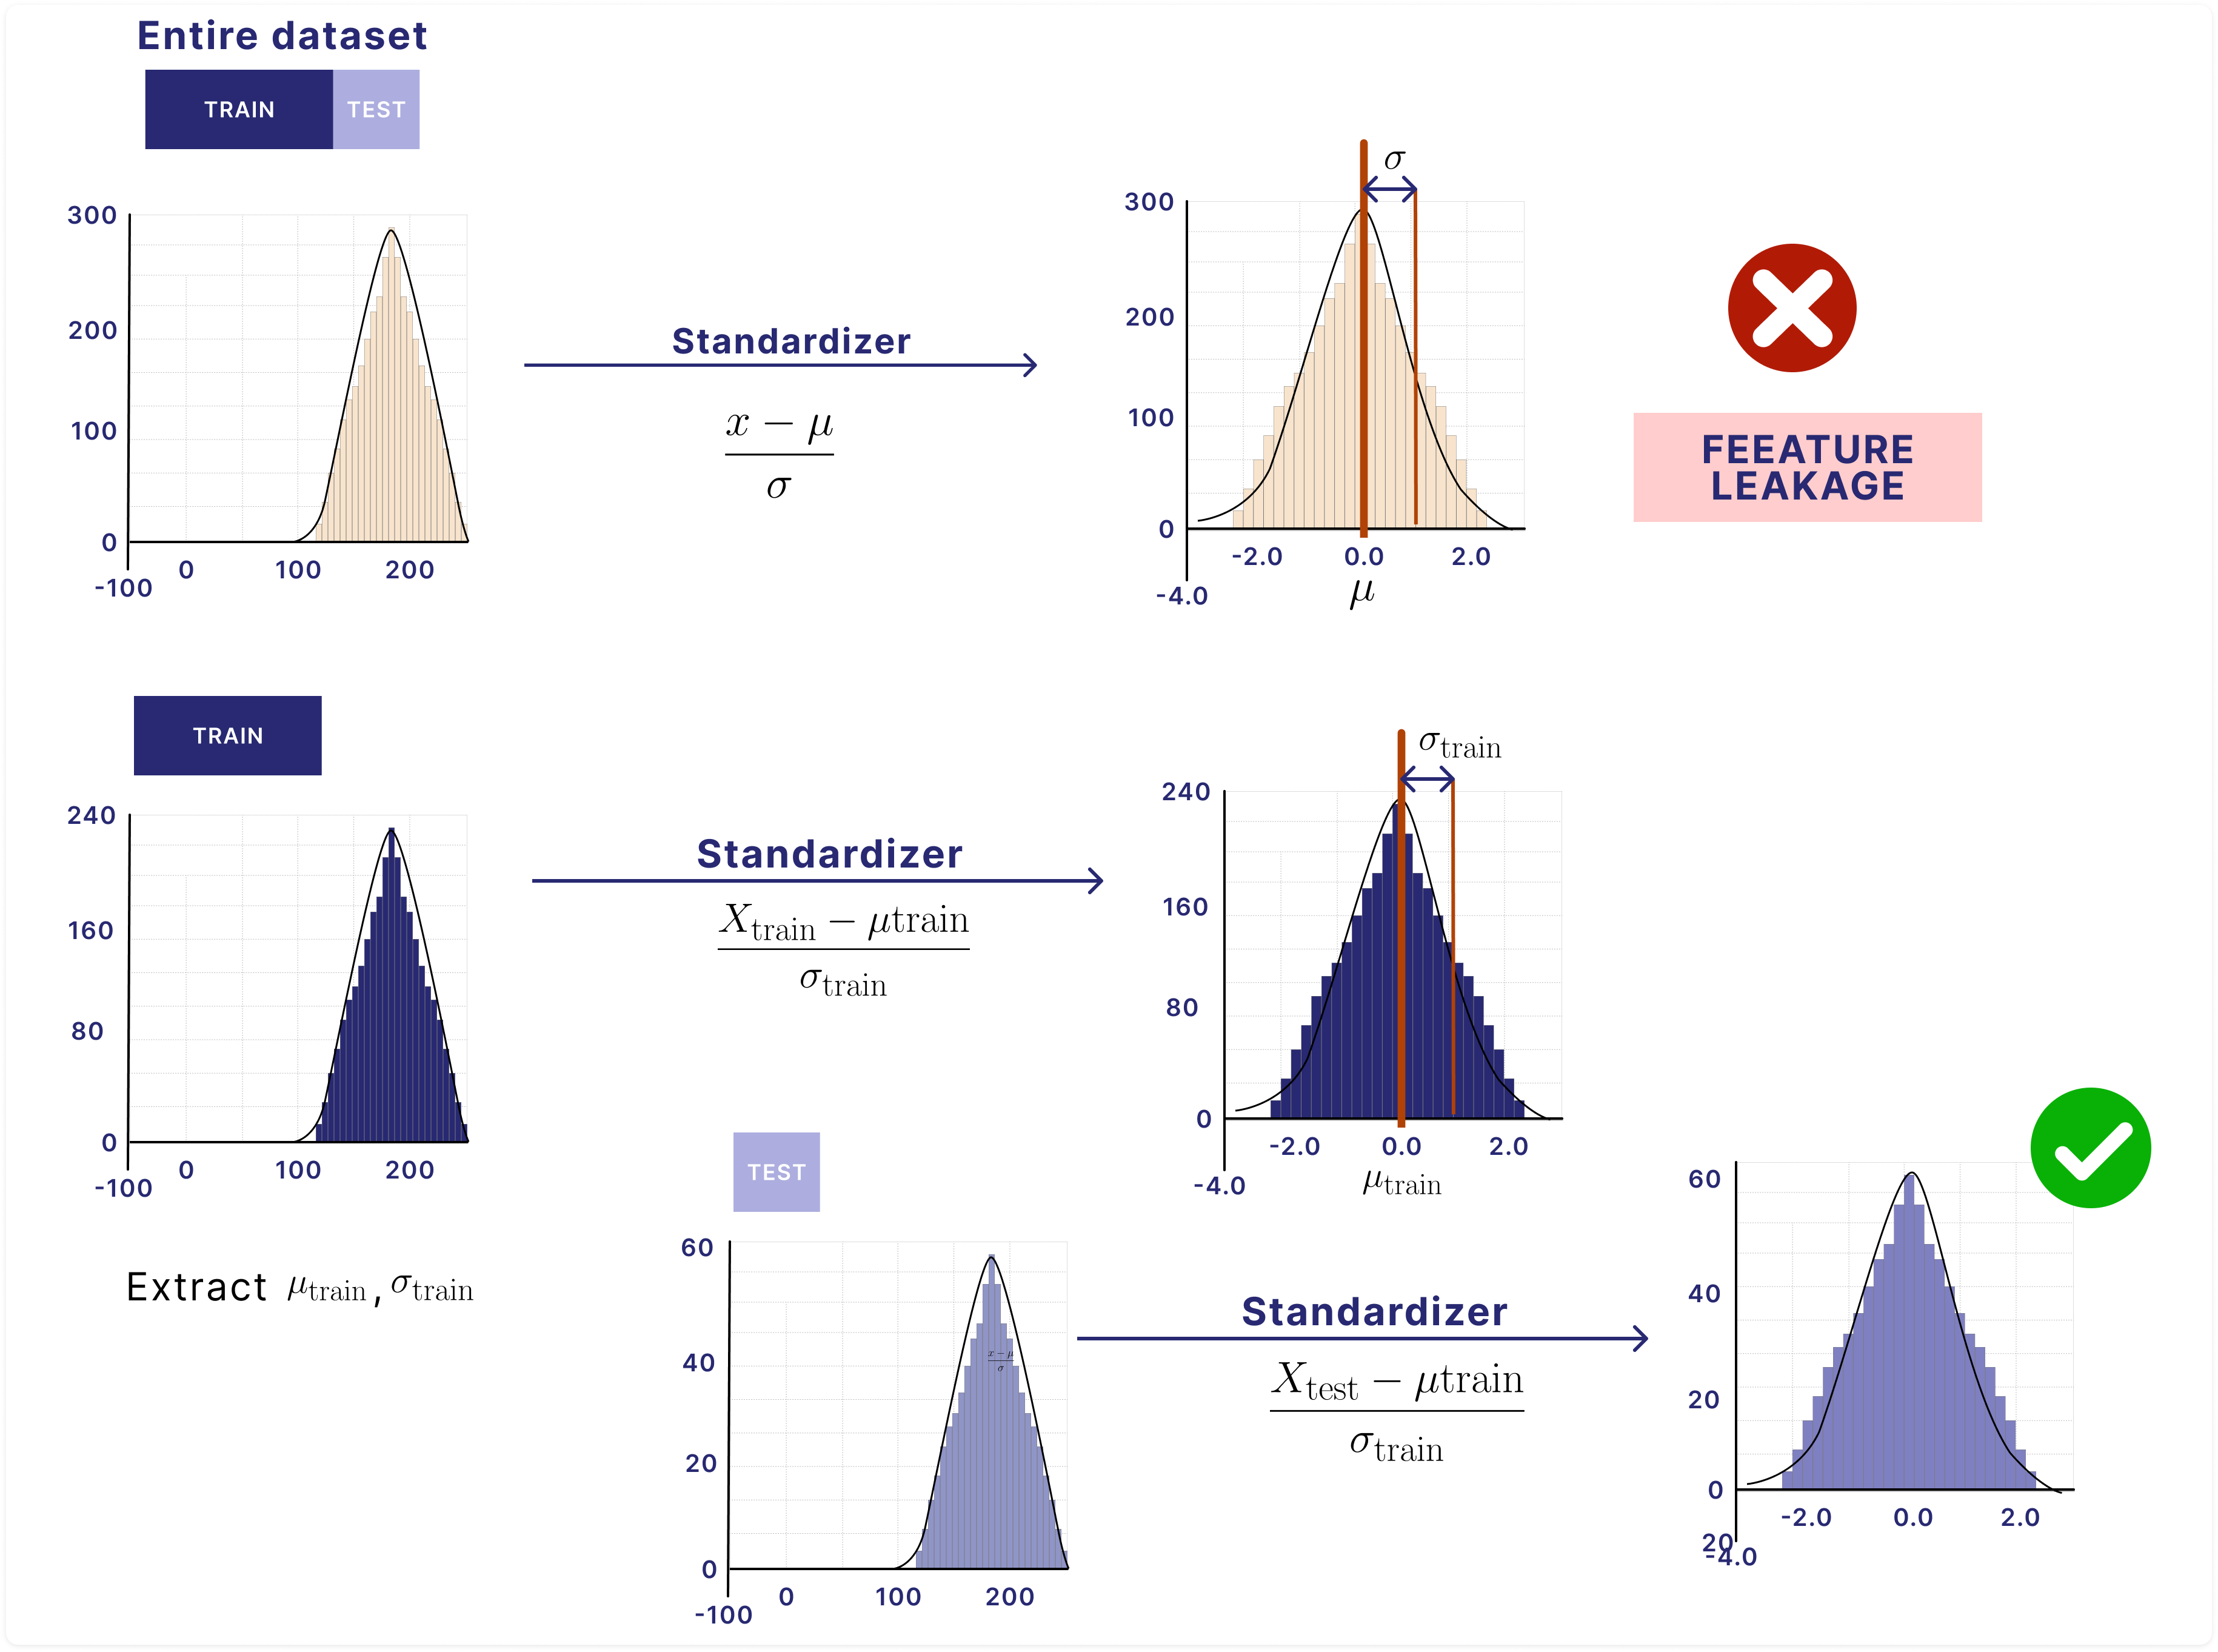 Entire dataset
TRAIN TEST
300
200
100
0
-100
0 100 200
Standardizer
x − μ
σ
σ
300
200
100
0
-4.0
-2.0 0.0 2.0
μ
FEEATURE
LEAKAGE
TRAIN
240
160
80
0
-100
0 100 200
Extract μtrain, σtrain
Standardizer
Xtrain − μtrain
σtrain
σtrain
240
160
80
0
-4.0
-2.0 0.0 2.0
μtrain
TEST
60
40
20
0
-100
0 100 200
x − μ
σ
Standardizer
Xtest − μtrain
σtrain
60
40
20
0
-2.0 0.0 2.0
20
-4.0